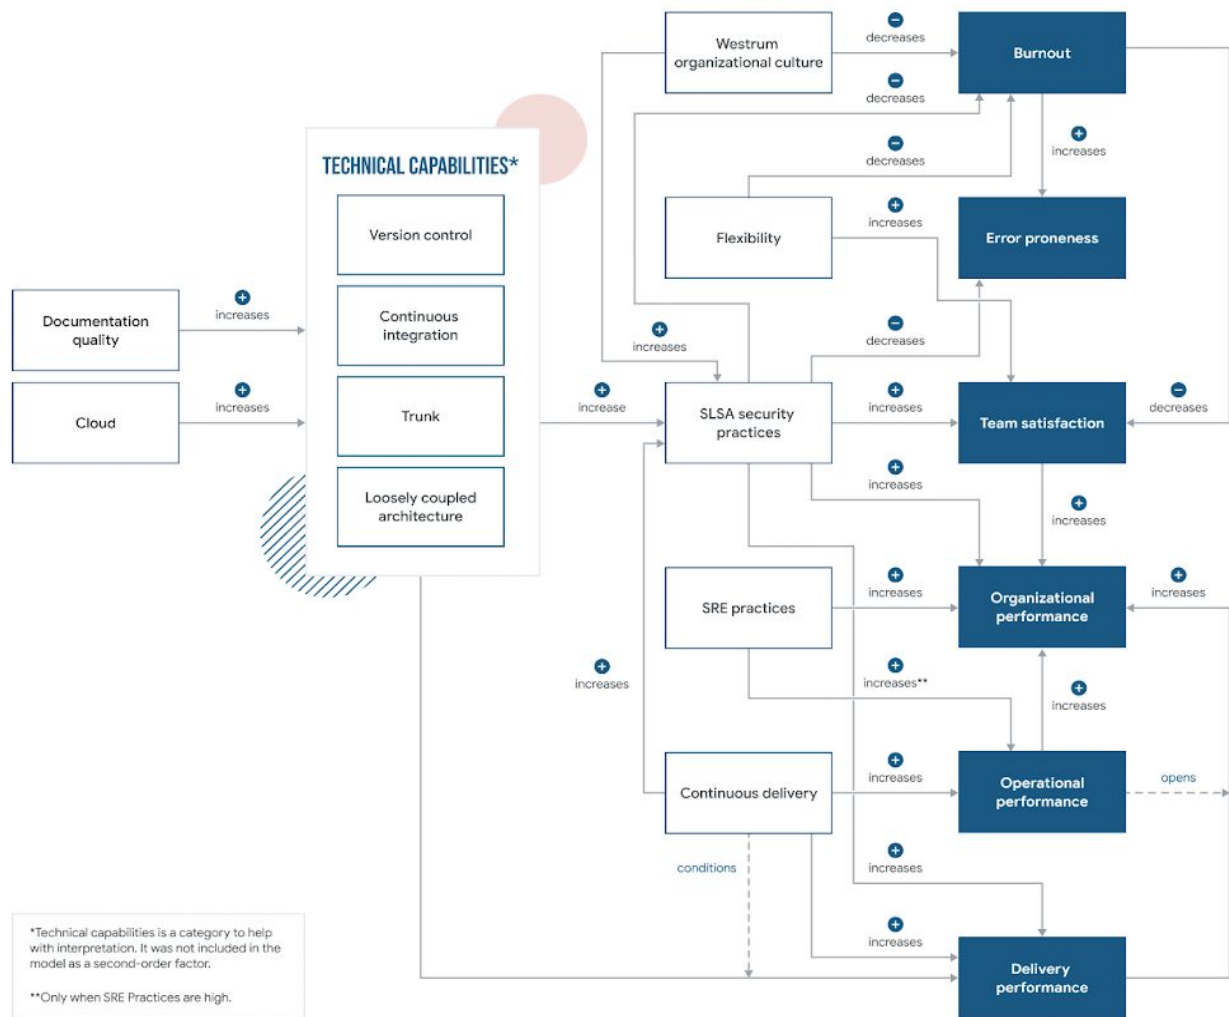 Westrum
organizational culture
decreases
Burnout
decreases
TECHNICAL CAPABILITIES*
Version control
Continuous
integration
Trunk
Loosely coupled
architecture
decreases
increases
Flexibility
increases
Error proneness
Documentation
quality
increases
Cloud
increases
increases
decreases
increase
SLSA security
practices
increases
Team satisfaction
decreases
increases
increases
SRE practices
increases
Organizational
performance
increases
increases**
increases
increases
Continuous delivery
increases
Operational
performance
opens
conditions
increases
increases
Delivery
performance
*Technical capabilities is a category to help
with interpretation. It was not included in the
model as a second-order factor.
**Only when SRE Practices are high.